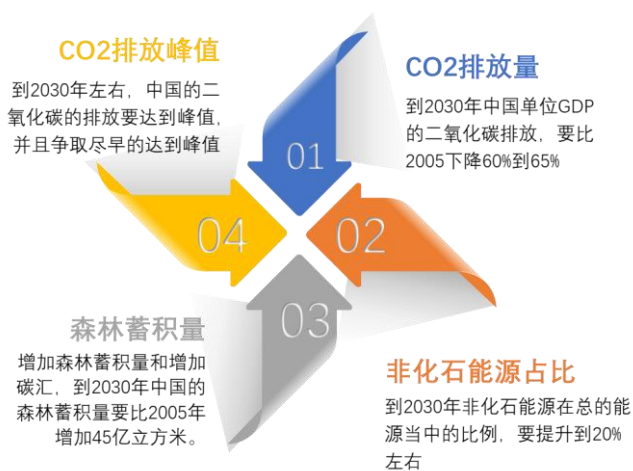 CO2排放峰值
到2030年左右，中国的二
氧化碳的排放要达到峰值，
并且争取尽早的达到峰值
CO2排放量
到2030年中国单位GDP
的二氧化碳排放，要比
2005下降60%到65%
01
04
02
03
森林蓄积量
增加森林蓄积量和增加
碳汇，到2030年中国的
森林蓄积量要比2005年
增加45亿立方米。
非化石能源占比
到2030年非化石能源在总的能
源当中的比例，要提升到20%
左右